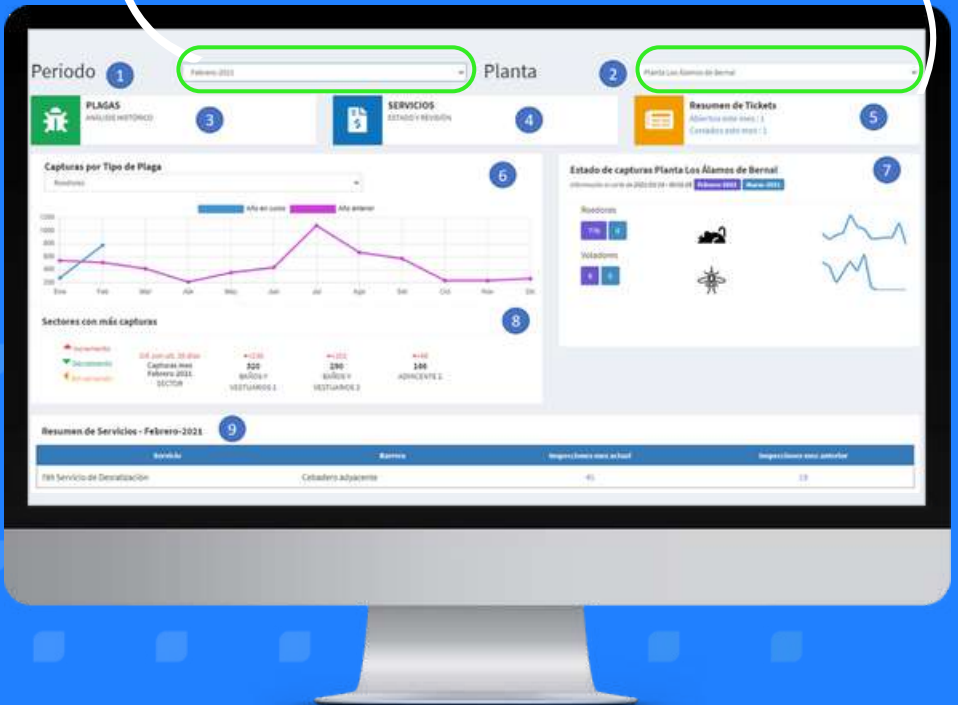 Periodo 1
Febrero-2021
Planta 2
Planta Los Álamos de Bernal
PLAGAS
ANÁLISIS HISTÓRICO
3
SERVICIOS
ESTADO Y REVISIÓN
4
Resumen de Tickets
Abiertos este mes : 1
Cerrados este mes : 1
5
Capturas por Tipo de Plaga
6
Roedores
Año en curso
Año anterior
1200
1000
800
600
400
200
Ene Feb Mar Abr May Jun Jul Ago Set Oct Nov Dic
Estado de capturas Planta Los Álamos de Bernal
7
Febrero-2021 Marzo-2021
Roedores
776 0
Voladores
Sectores con más capturas
8
Incremento
Decremento
Capturas mes
Febrero 2021
SECTOR
320
BAÑOS Y
VESTUARIOS 1
290
BAÑOS Y
VESTUARIOS 2
166
ADYACENTE 1
Resumen de Servicios - Febrero-2021 9
Servicio Barrera Inspecciones mes actual Inspecciones mes anterior
Servicio de Desratización Cebadero adyacente